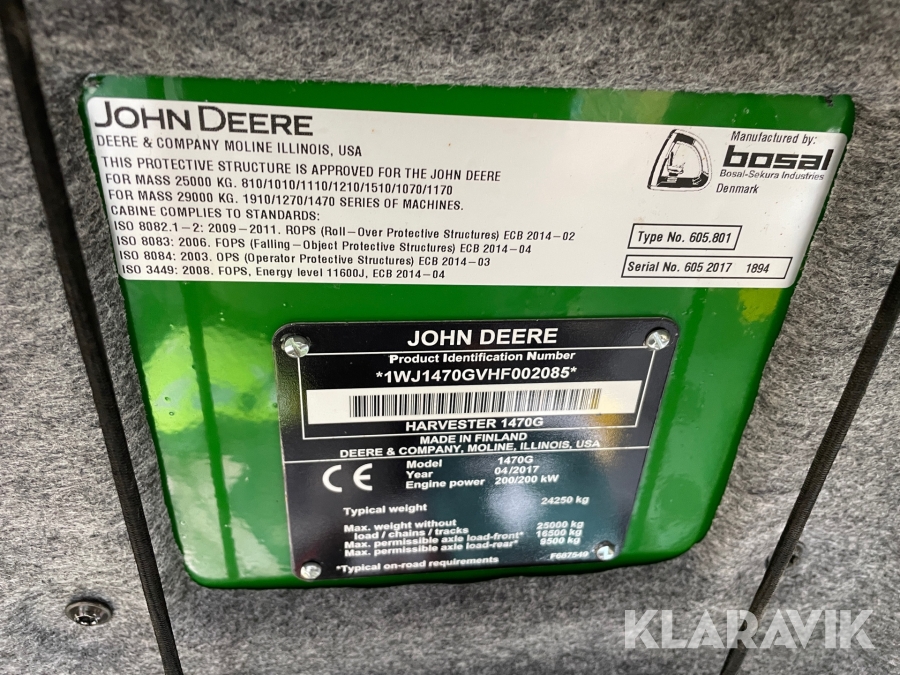 JOHN DEERE
DEERE & COMPANY MOLINE ILLINOIS, USA
THIS PROTECTIVE STRUCTURE IS APPROVED FOR THE JOHN DEERE
FOR MASS 25000 KG. 810/1010/1110/1210/1510/1070/1170
FOR MASS 29000 KG. 1910/1270/1470 SERIES OF MACHINES.
CABINE COMPLIES TO STANDARDS:
ISO 8082.1-2: 2009-2011. ROPS (Roll-Over Protective Structures) ECB 2014-02
ISO 8083: 2006. FOPS (Falling-Object Protective Structures) ECB 2014-04
ISO 8084: 2003. OPS (Operator Protective Structures) ECB 2014-03
ISO 3449: 2008. FOPS, Energy level 11600J, ECB 2014-04
Manufactured by:
bosal
Bosal-Sekura Industries
Denmark
Type No. 605.801
Serial No. 605 2017 1894
JOHN DEERE
Product Identification Number
*1WJ1470GVHF002085*
HARVESTER 1470G
MADE IN FINLAND
DEERE & COMPANY, MOLINE, ILLINOIS, USA
CE
Model 1470G
Year 04/2017
Engine power 200/200 kW
Typical weight 24250 kg
Max. weight without
load / chains / tracks 25000 kg
Max. permissible axle load-front* 16500 kg
Max. permissible axle load-rear* 9500 kg
*Typical on-road requirements F687549
KLARAVIK